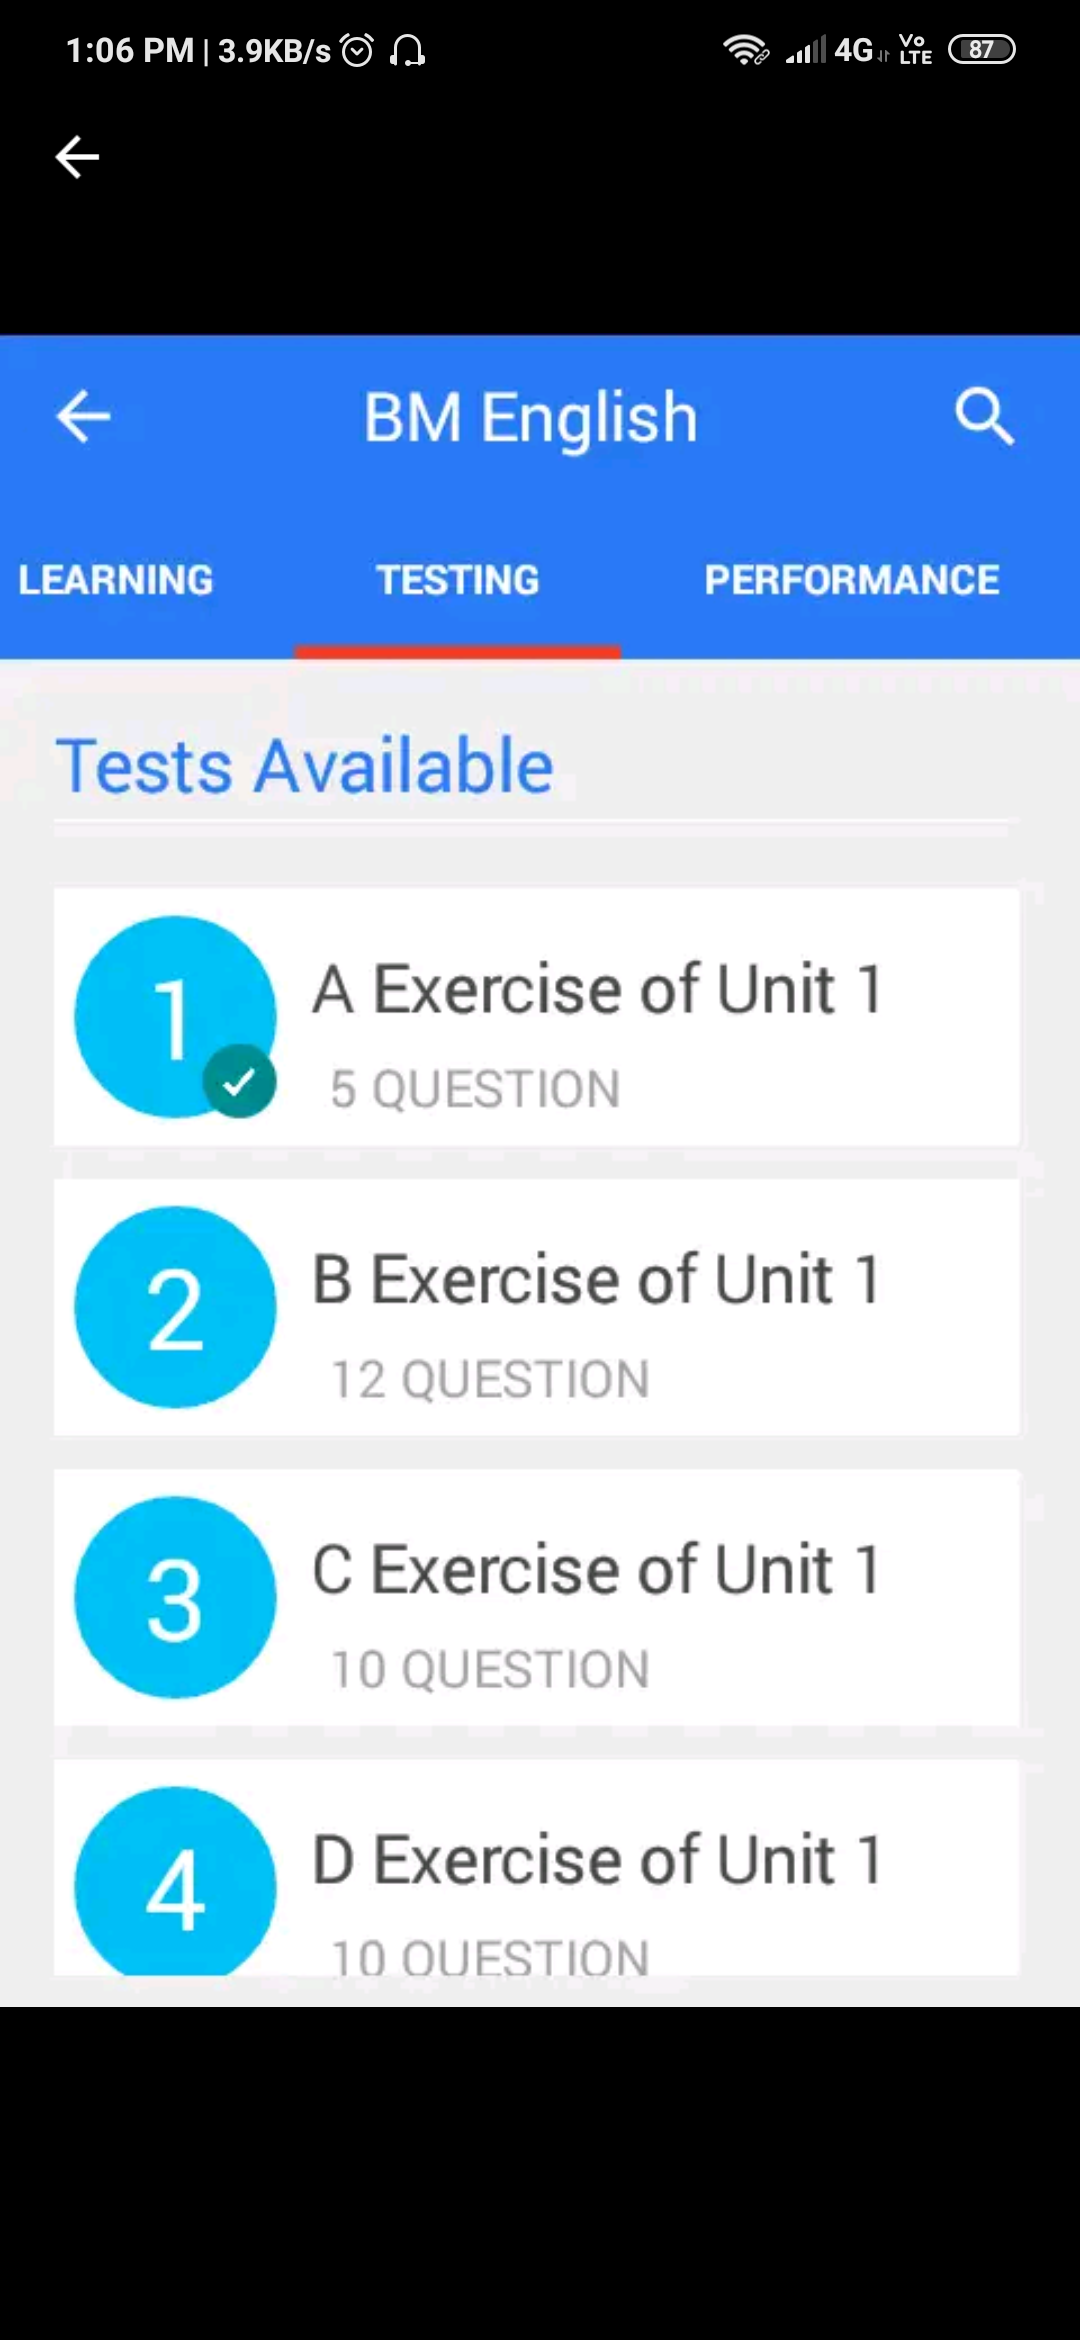 1:06 PM | 3.9KB/s 4G Vo LTE 87
BM English
LEARNING TESTING PERFORMANCE
Tests Available
1 A Exercise of Unit 1
5 QUESTION
2 B Exercise of Unit 1
12 QUESTION
3 C Exercise of Unit 1
10 QUESTION
4 D Exercise of Unit 1
10 QUESTION